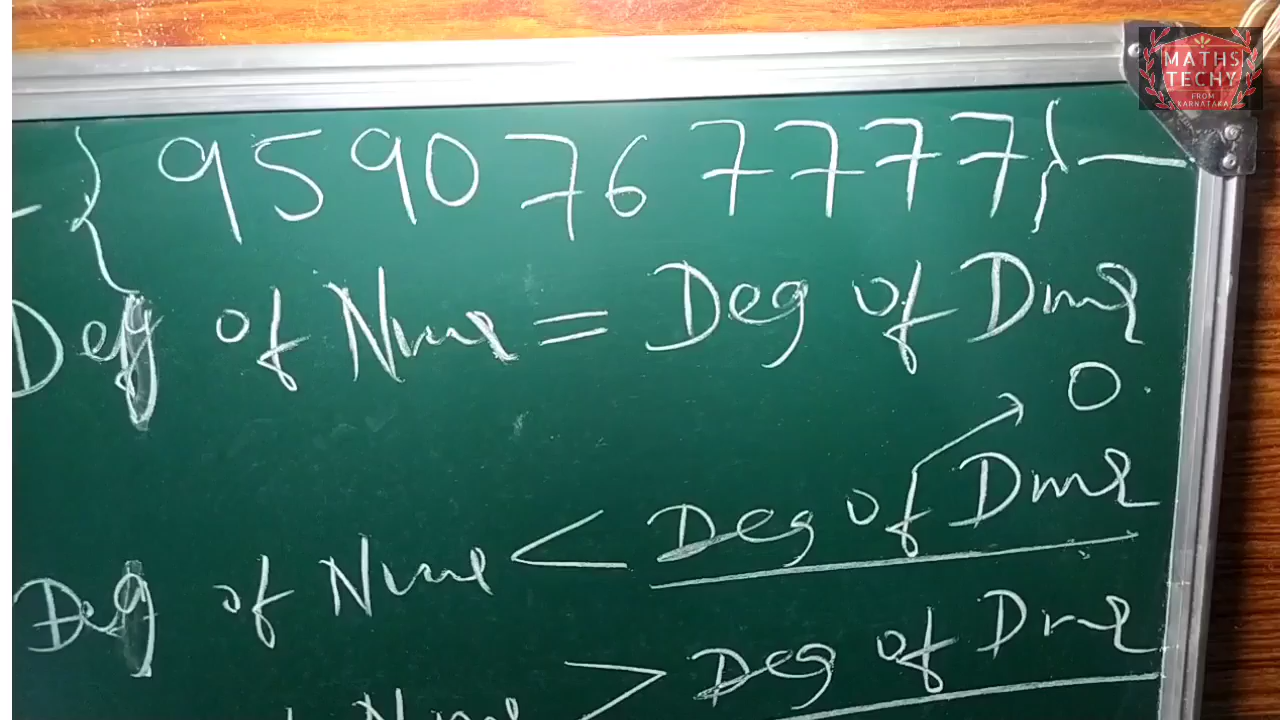 MATHS
TECHY
FROM
KARNATAKA
- { 9590767777 } -
Deg of Nmr = Deg of Dmr
0
Deg of Nmr < Deg of Dmr
Nmr > Deg of Dmr